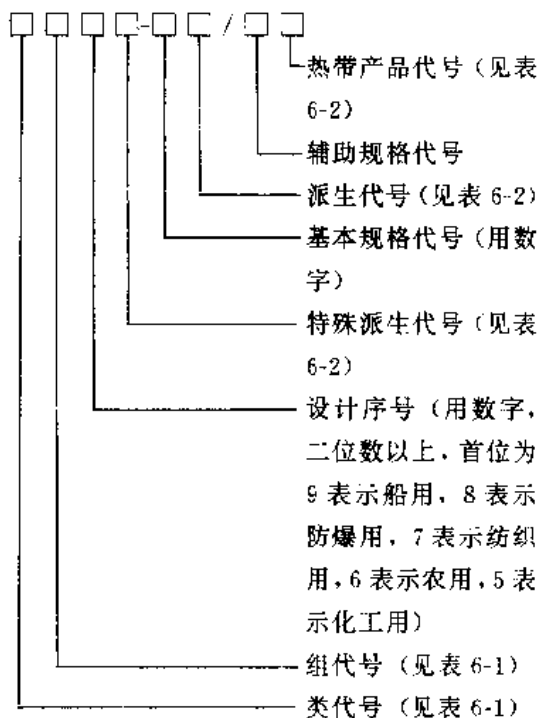 □□□□-□□/□□
热带产品代号（见表
6-2）
辅助规格代号
派生代号（见表 6-2）
基本规格代号（用数
字）
特殊派生代号（见表
6-2）
设计序号（用数字，
二位数以上，首位为
9 表示船用，8 表示
防爆用，7 表示纺织
用，6 表示农用，5 表
示化工用）
组代号（见表 6-1）
类代号（见表 6-1）